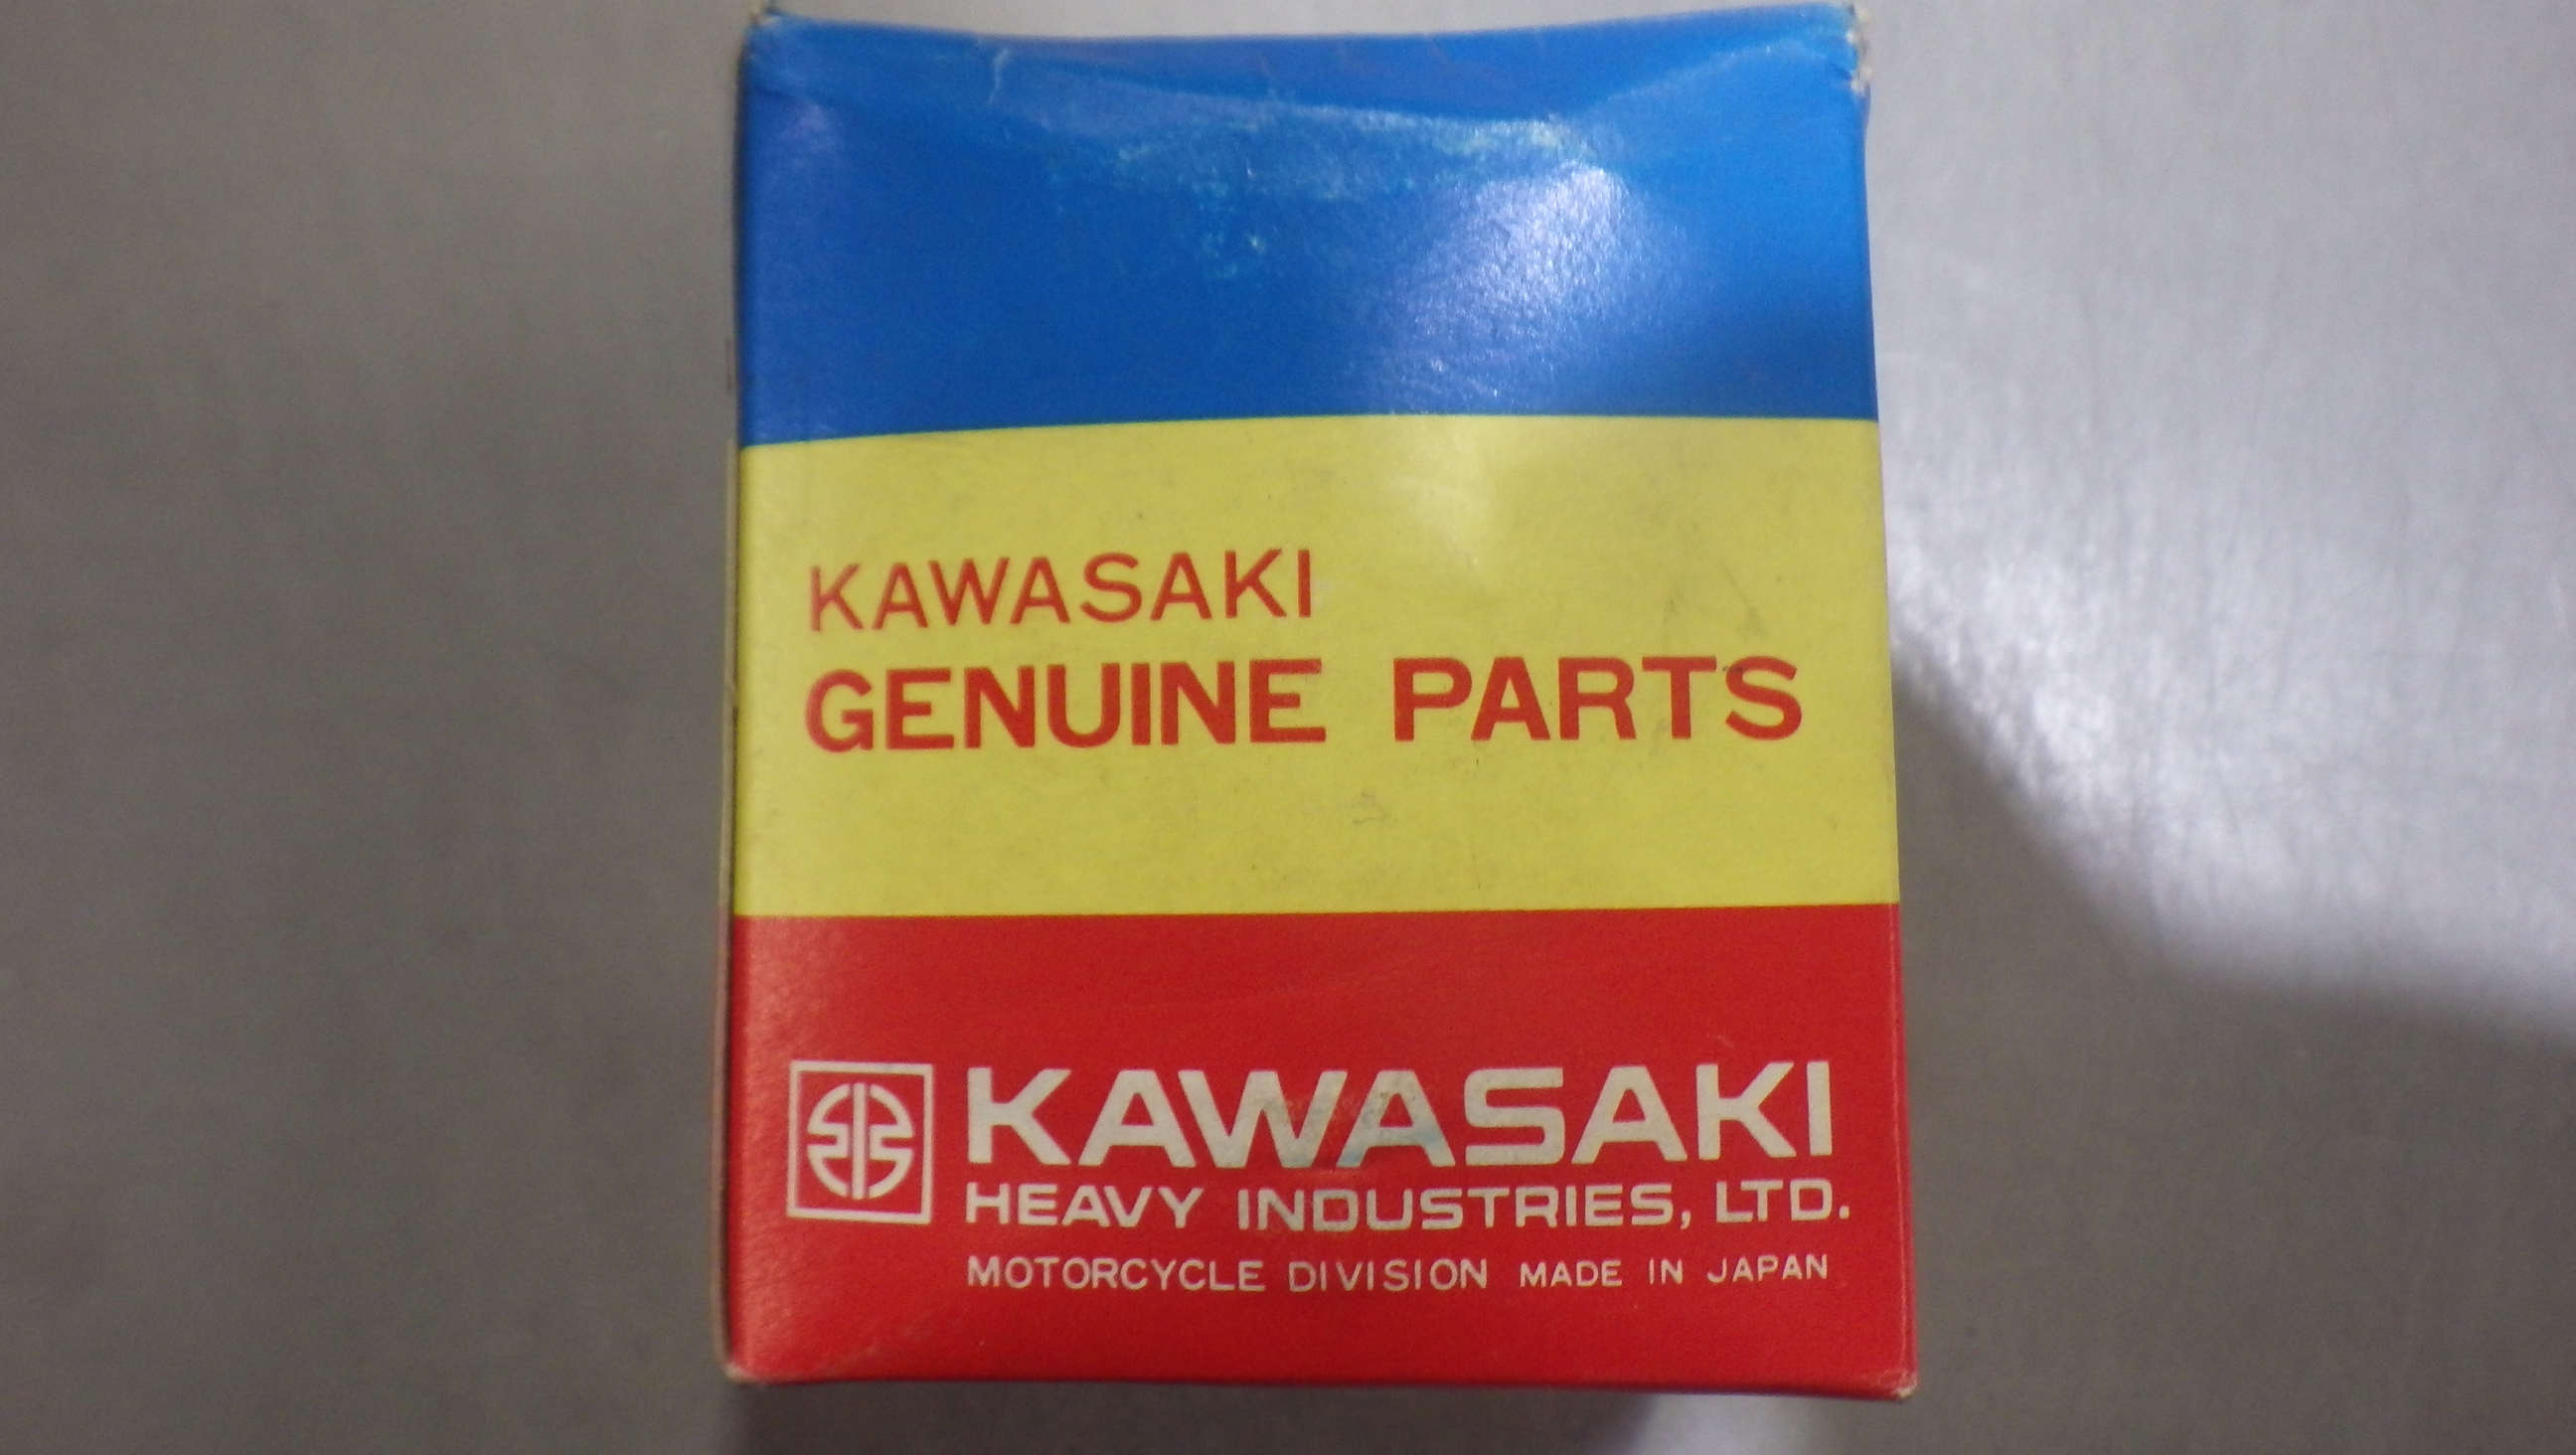 KAWASAKI
GENUINE PARTS
KAWASAKI
HEAVY INDUSTRIES, LTD.
MOTORCYCLE DIVISION MADE IN JAPAN